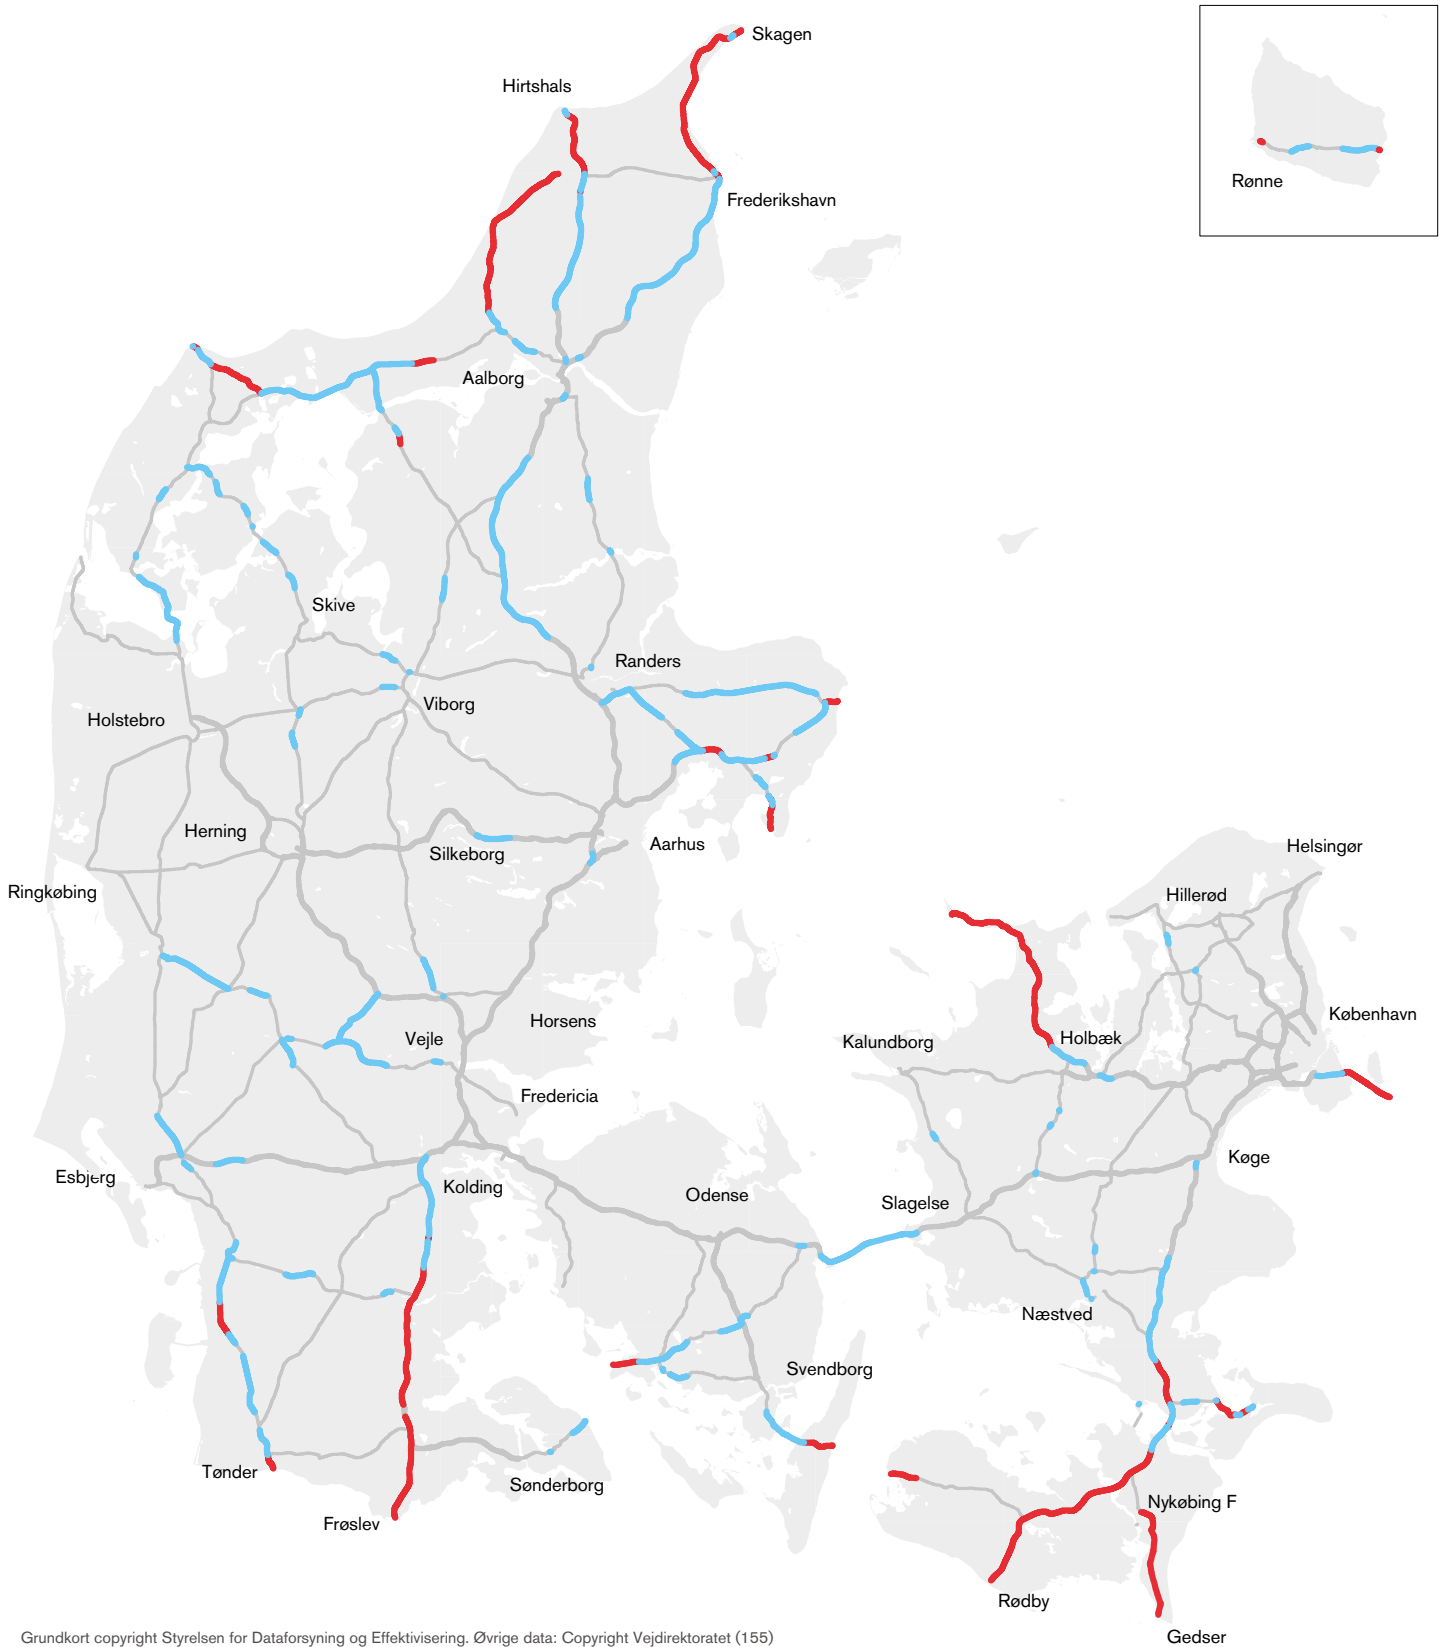 Skagen
Hirtshals
Rønne
Frederikshavn
Aalborg
Skive
Randers
Viborg
Holstebro
Herning
Silkeborg
Aarhus
Helsingør
Ringkøbing
Hillerød
Horsens
København
Vejle
Kalundborg
Holbæk
Fredericia
Køge
Esbjerg
Kolding
Odense
Slagelse
Næstved
Svendborg
Tønder
Sønderborg
Nykøbing F
Frøslev
Rødby
Gedser
Grundkort copyright Styrelsen for Dataforsyning og Effektivisering. Øvrige data: Copyright Vejdirektoratet (155)